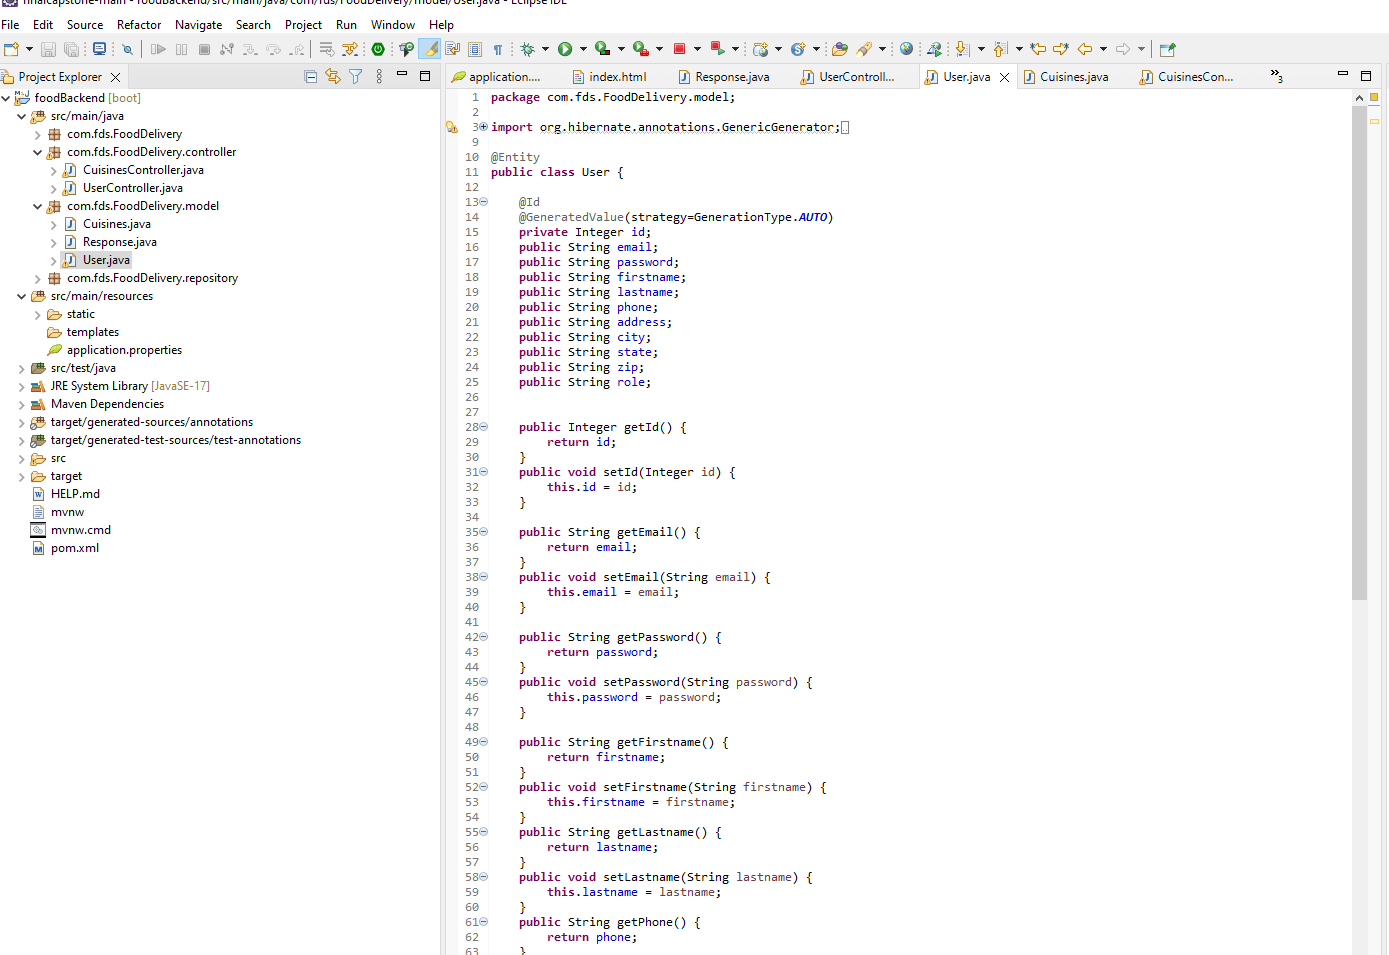 finalcapstone-main - foodBackend/src/main/java/com/fds/FoodDelivery/model/User.java - Eclipse IDE
File Edit Source Refactor Navigate Search Project Run Window Help
Project Explorer
application....
index.html
Response.java
UserControll...
User.java
Cuisines.java
CuisinesCon...
»3
foodBackend [boot]
src/main/java
com.fds.FoodDelivery
com.fds.FoodDelivery.controller
CuisinesController.java
UserController.java
com.fds.FoodDelivery.model
Cuisines.java
Response.java
User.java
com.fds.FoodDelivery.repository
src/main/resources
static
templates
application.properties
src/test/java
JRE System Library [JavaSE-17]
Maven Dependencies
target/generated-sources/annotations
target/generated-test-sources/test-annotations
src
target
HELP.md
mvnw
mvnw.cmd
pom.xml
1 package com.fds.FoodDelivery.model;
2
3 import org.hibernate.annotations.GenericGenerator;
9
10 @Entity
11 public class User {
12
13 @Id
14 @GeneratedValue(strategy=GenerationType.AUTO)
15 private Integer id;
16 public String email;
17 public String password;
18 public String firstname;
19 public String lastname;
20 public String phone;
21 public String address;
22 public String city;
23 public String state;
24 public String zip;
25 public String role;
26
27
28 public Integer getId() {
29 return id;
30 }
31 public void setId(Integer id) {
32 this.id = id;
33 }
34
35 public String getEmail() {
36 return email;
37 }
38 public void setEmail(String email) {
39 this.email = email;
40 }
41
42 public String getPassword() {
43 return password;
44 }
45 public void setPassword(String password) {
46 this.password = password;
47 }
48
49 public String getFirstname() {
50 return firstname;
51 }
52 public void setFirstname(String firstname) {
53 this.firstname = firstname;
54 }
55 public String getLastname() {
56 return lastname;
57 }
58 public void setLastname(String lastname) {
59 this.lastname = lastname;
60 }
61 public String getPhone() {
62 return phone;
63 }